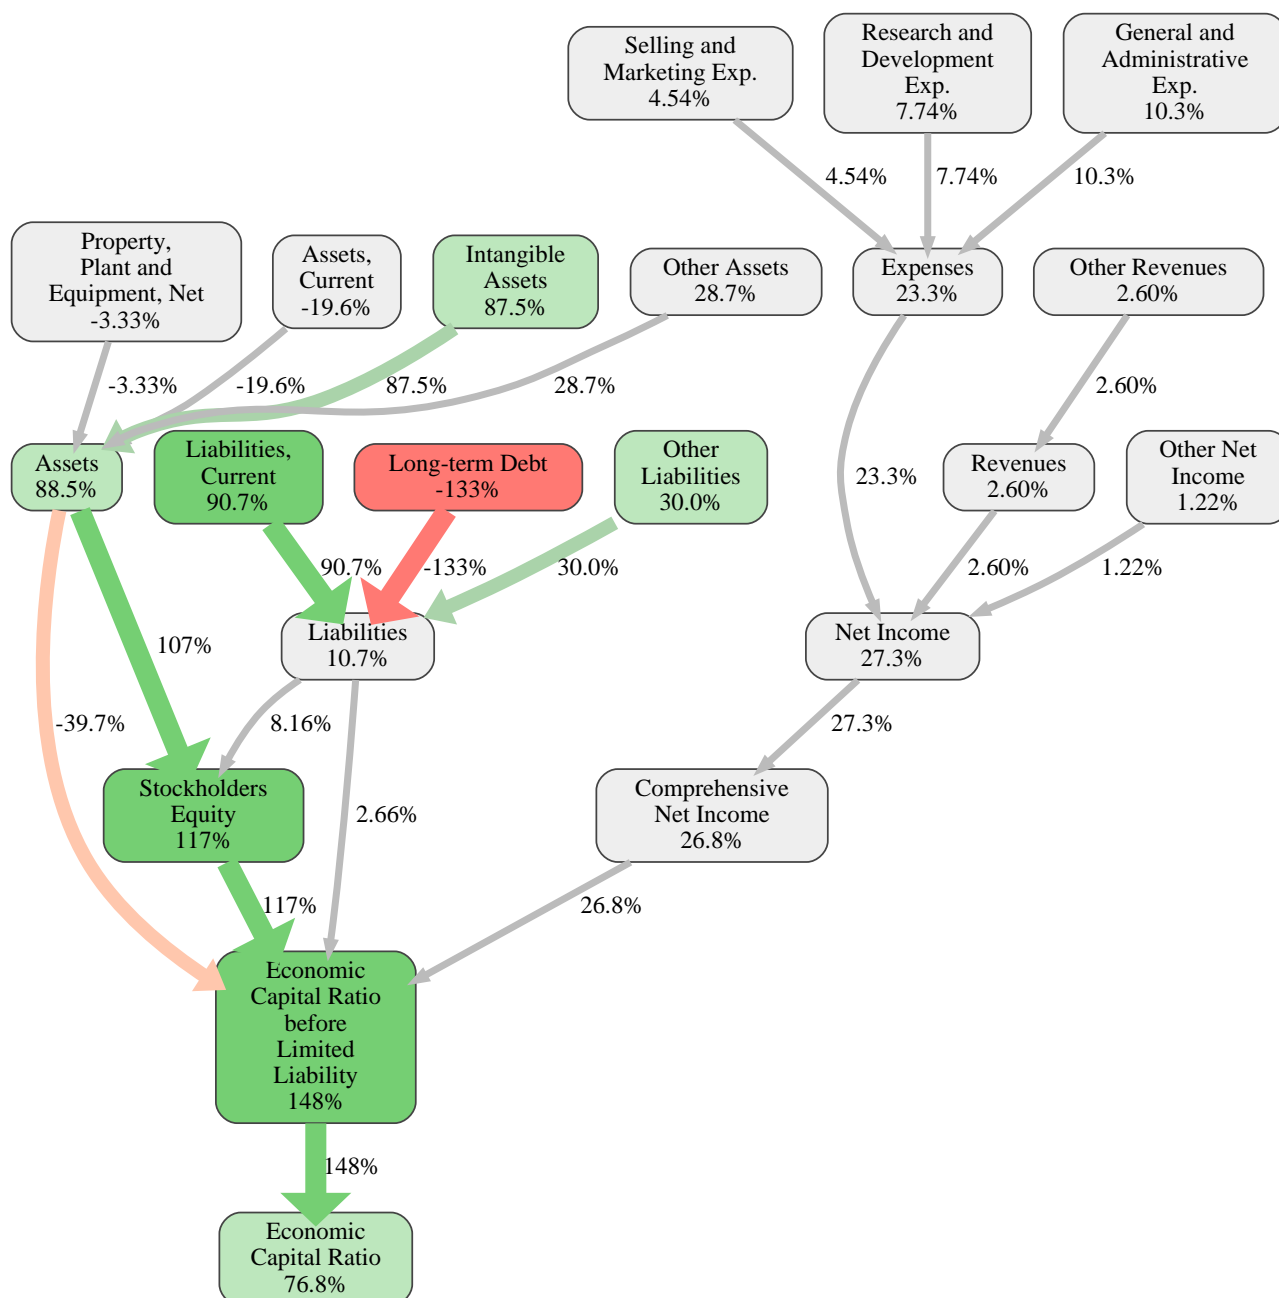 Selling and
Marketing Exp.
4.54%
Research and
Development
Exp.
7.74%
General and
Administrative
Exp.
10.3%
4.54%
7.74%
10.3%
Property,
Plant and
Equipment, Net
-3.33%
Assets,
Current
-19.6%
Intangible
Assets
87.5%
Other Assets
28.7%
Expenses
23.3%
Other Revenues
2.60%
-3.33%
-19.6%
87.5%
28.7%
2.60%
Assets
88.5%
Liabilities,
Current
90.7%
Long-term Debt
-133%
Other
Liabilities
30.0%
23.3%
Revenues
2.60%
Other Net
Income
1.22%
90.7%
-133%
30.0%
2.60%
1.22%
Liabilities
10.7%
Net Income
27.3%
107%
-39.7%
8.16%
27.3%
Stockholders
Equity
117%
2.66%
Comprehensive
Net Income
26.8%
117%
26.8%
Economic
Capital Ratio
before
Limited
Liability
148%
148%
Economic
Capital Ratio
76.8%